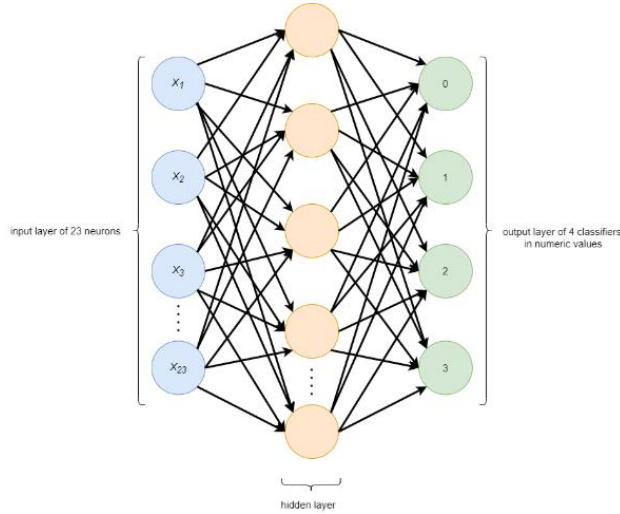 X1
X2
X3
X23
input layer of 23 neurons
0
1
2
3
output layer of 4 classifiers
in numeric values
hidden layer